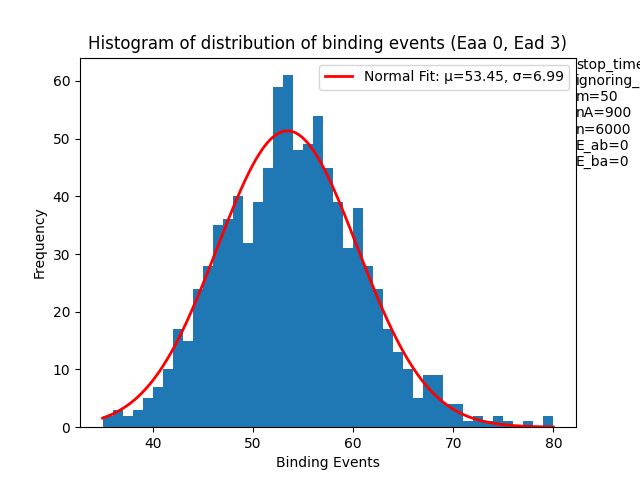 Histogram of distribution of binding events (Eaa 0, Ead 3)
Normal Fit: μ=53.45, σ=6.99
stop_time
ignoring_
m=50
nA=900
n=6000
E_ab=0
E_ba=0
60
50
40
30
20
10
0
Frequency
40 50 60 70 80
Binding Events